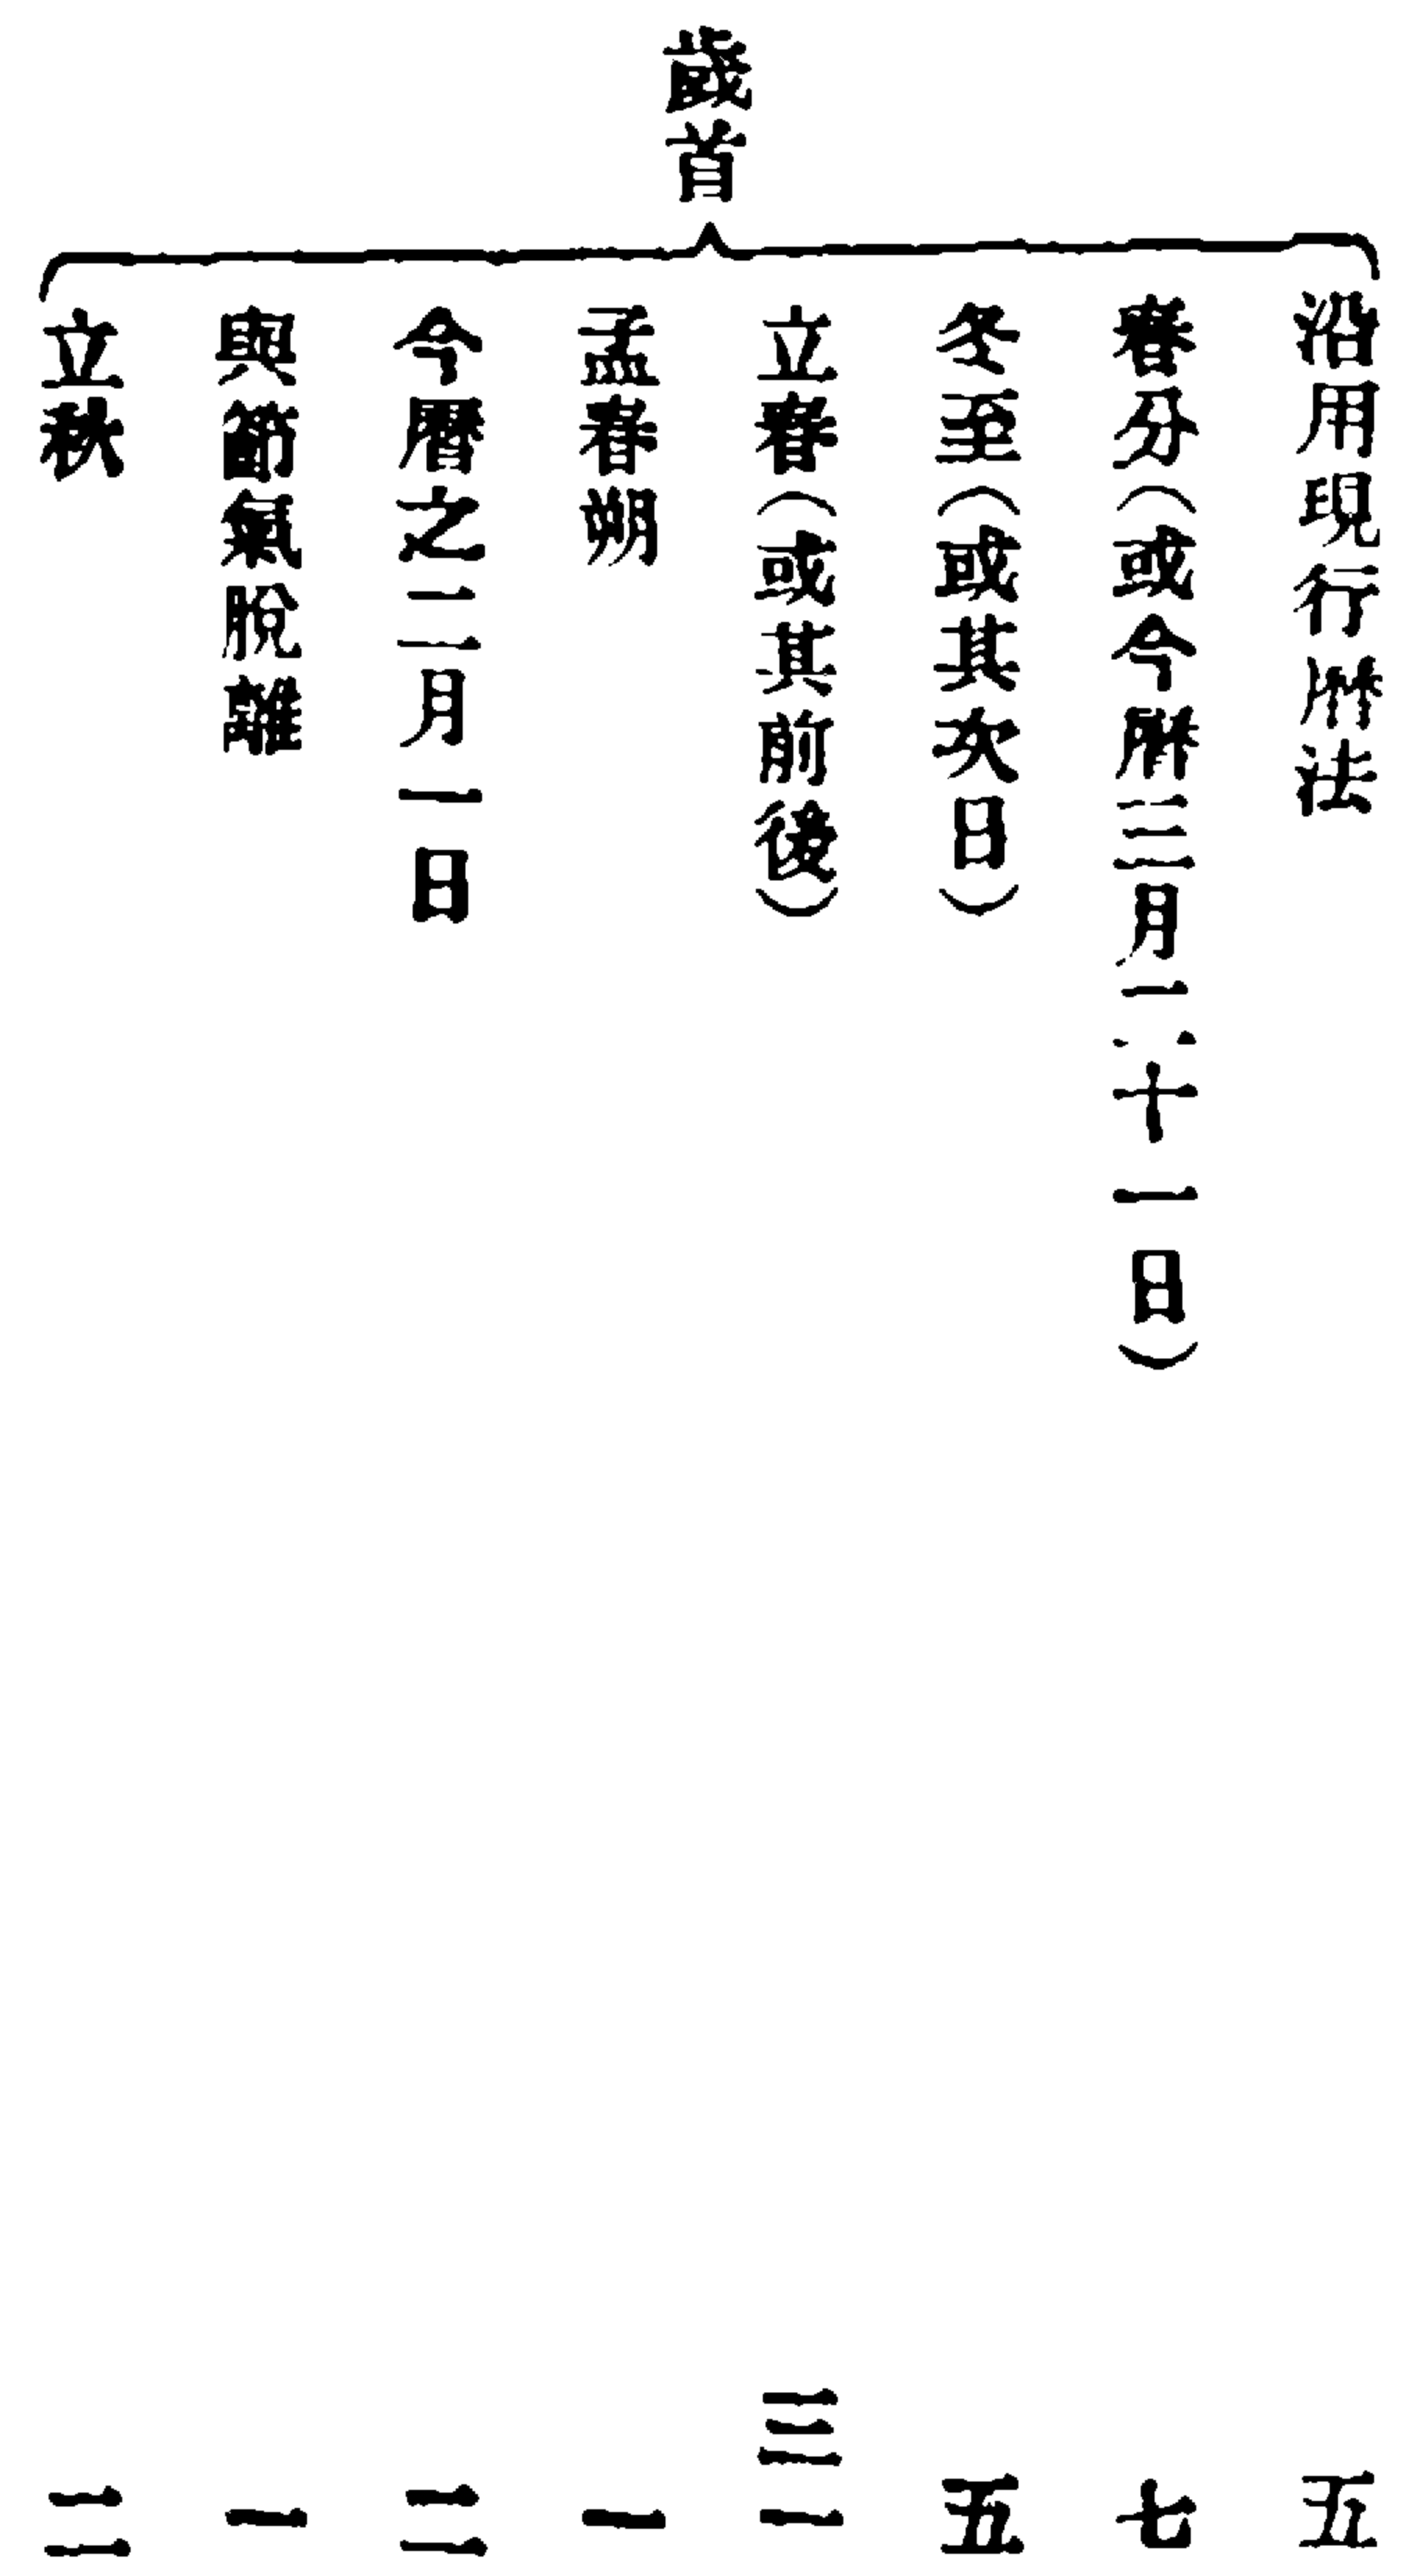 歲首
沿用現行曆法 五
春分（或今曆三月二十一日） 七
冬至（或其次日） 五
立春（或其前後） 三一
孟春朔 一
今曆之二月一日 二
與節氣脫離 一
立秋 二